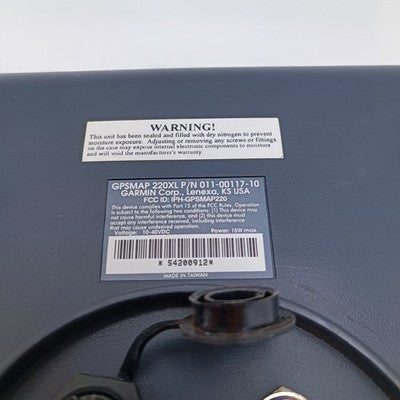 WARNING!
This unit has been sealed and filled with dry nitrogen to prevent
moisture exposure. Adjusting or removing any screws or fittings
on the case may expose internal electronic components to moisture
and will void the warranty.
GPSMAP 220XL P/N 011-00117-10
GARMIN Corp., Lenexa, KS USA
FCC ID: IPH-GPSMAP220
This device complies with Part 15 of the FCC Rules. Operation
is subject to the following two conditions: (1) This device may
not cause harmful interference, and (2) this device must
accept any interference received, including interference that
may cause undesired operation.
Voltage: 10-40VDC Power: 15W max.
* 54200912*
MADE IN TAIWAN